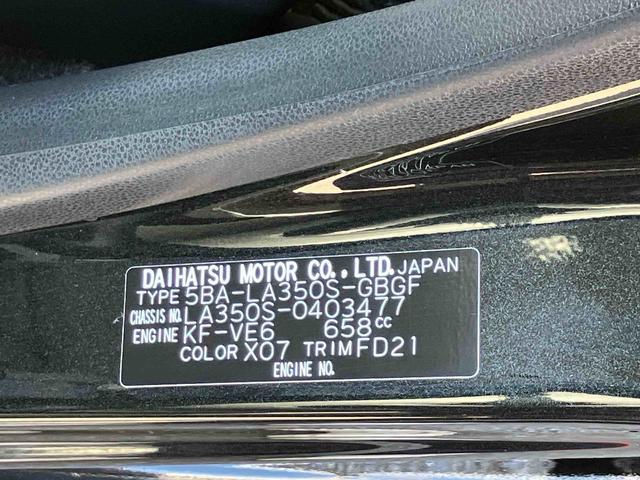 DAIHATSU MOTOR CO., LTD. JAPAN
TYPE 5BA-LA350S-GBGF
CHASSIS NO. LA350S-0403477
ENGINE KF-VE6 658cc
COLOR X07 TRIM FD21
ENGINE NO.